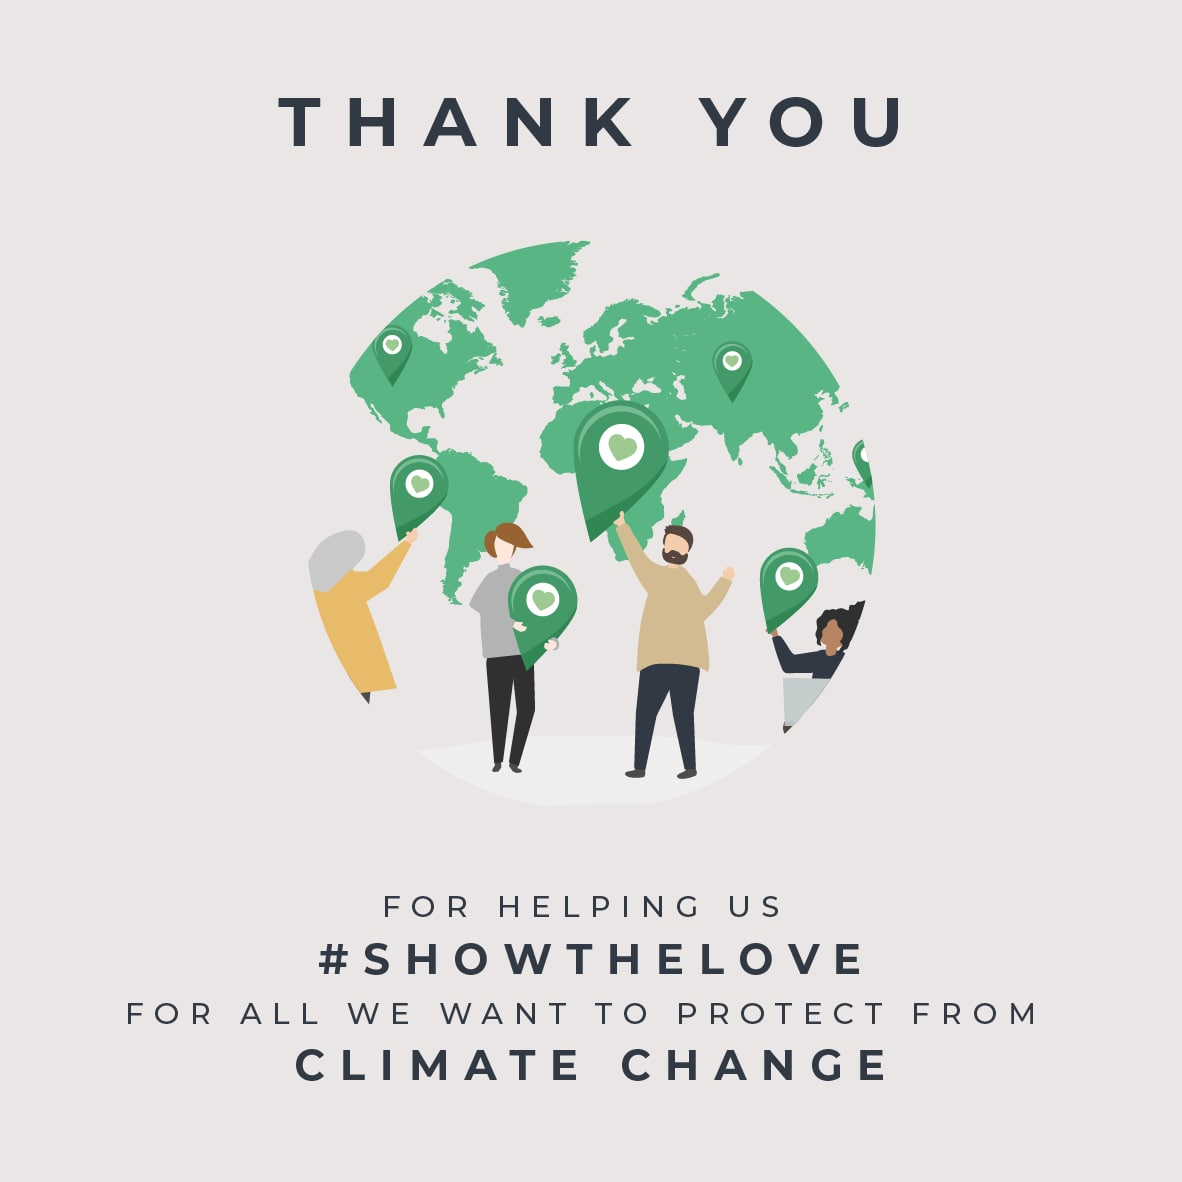 THANK YOU
FOR HELPING US
#SHOWTHELOVE
FOR ALL WE WANT TO PROTECT FROM
CLIMATE CHANGE